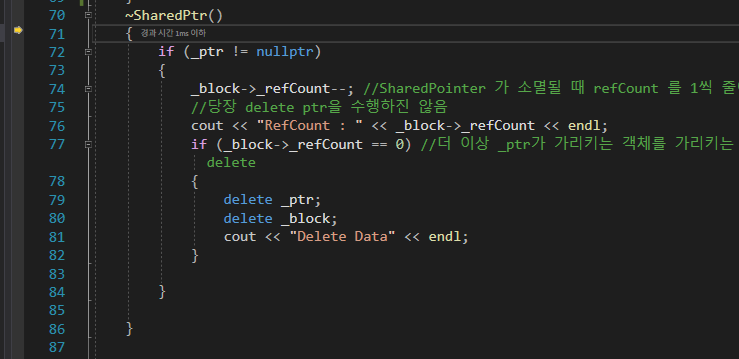 70 ~SharedPtr()
71 { 경과 시간 1ms 이하
72 if (_ptr != nullptr)
73 {
74 _block->_refCount--; //SharedPointer 가 소멸될 때 refCount 를 1씩
75 //당장 delete ptr을 수행하진 않음
76 cout << "RefCount : " << _block->_refCount << endl;
77 if (_block->_refCount == 0) //더 이상 _ptr가 가리키는 객체를 가리키는
delete
78 {
79 delete _ptr;
80 delete _block;
81 cout << "Delete Data" << endl;
82 }
83
84 }
85
86 }
87